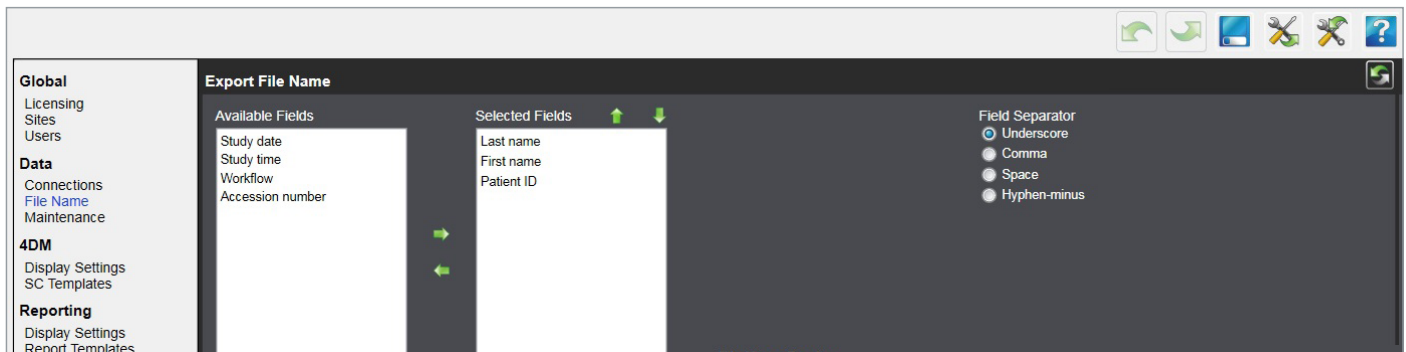 ?
Global
Licensing
Sites
Users
Data
Connections
File Name
Maintenance
4DM
Display Settings
SC Templates
Reporting
Display Settings
Report Templates
Export File Name
Available Fields
Study date
Study time
Workflow
Accession number
Selected Fields
Last name
First name
Patient ID
Field Separator
Underscore
Comma
Space
Hyphen-minus